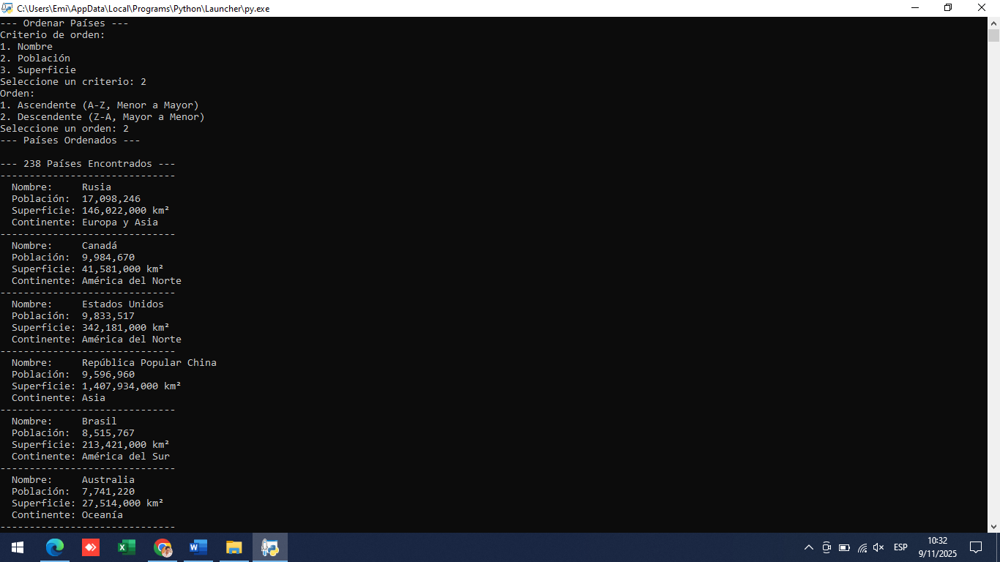 C:\Users\Emi\AppData\Local\Programs\Python\Launcher\py.exe
--- Ordenar Países ---
Criterio de orden:
1. Nombre
2. Población
3. Superficie
Seleccione un criterio: 2
Orden:
1. Ascendente (A-Z, Menor a Mayor)
2. Descendente (Z-A, Mayor a Menor)
Seleccione un orden: 2
--- Países Ordenados ---
--- 238 Países Encontrados ---
------------------------------
Nombre: Rusia
Población: 17,098,246
Superficie: 146,022,000 km²
Continente: Europa y Asia
------------------------------
Nombre: Canadá
Población: 9,984,670
Superficie: 41,581,000 km²
Continente: América del Norte
------------------------------
Nombre: Estados Unidos
Población: 9,833,517
Superficie: 342,181,000 km²
Continente: América del Norte
------------------------------
Nombre: República Popular China
Población: 9,596,960
Superficie: 1,407,934,000 km²
Continente: Asia
------------------------------
Nombre: Brasil
Población: 8,515,767
Superficie: 213,421,000 km²
Continente: América del Sur
------------------------------
Nombre: Australia
Población: 7,741,220
Superficie: 27,514,000 km²
Continente: Oceanía
------------------------------
ESP
10:32
9/11/2025